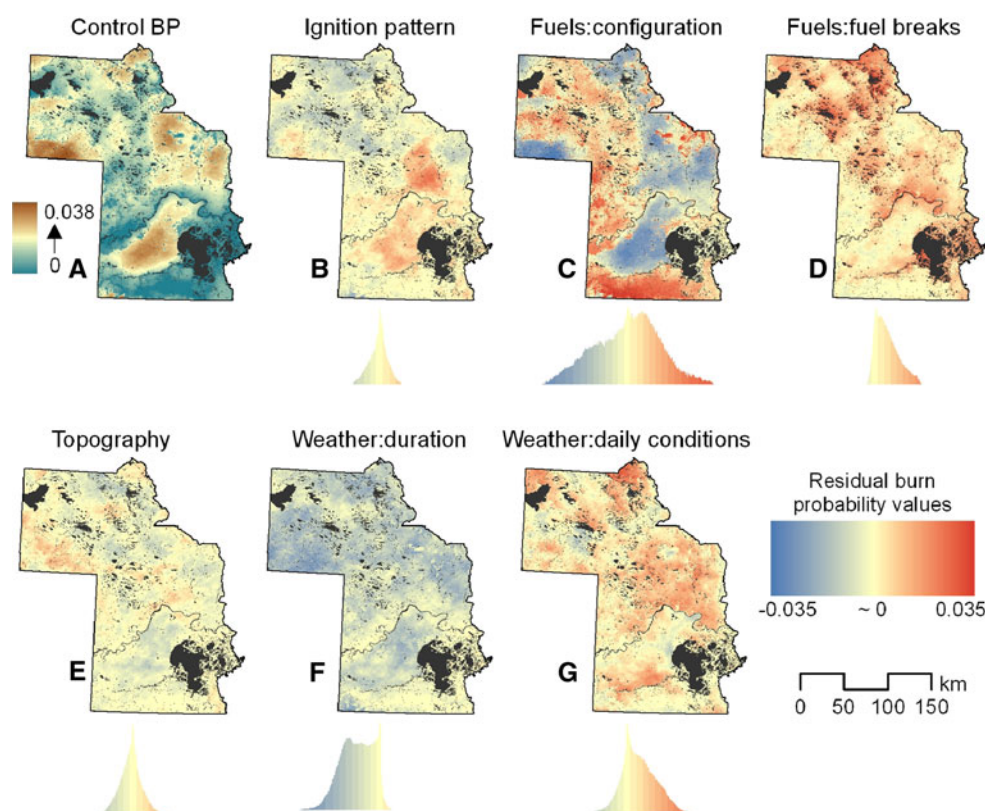 Control BP
Ignition pattern
Fuels:configuration
Fuels:fuel breaks
0.038
0
A
B
C
D
Topography
Weather:duration
Weather:daily conditions
E
F
G
Residual burn
probability values
-0.035 ~ 0 0.035
km
0 50 100 150